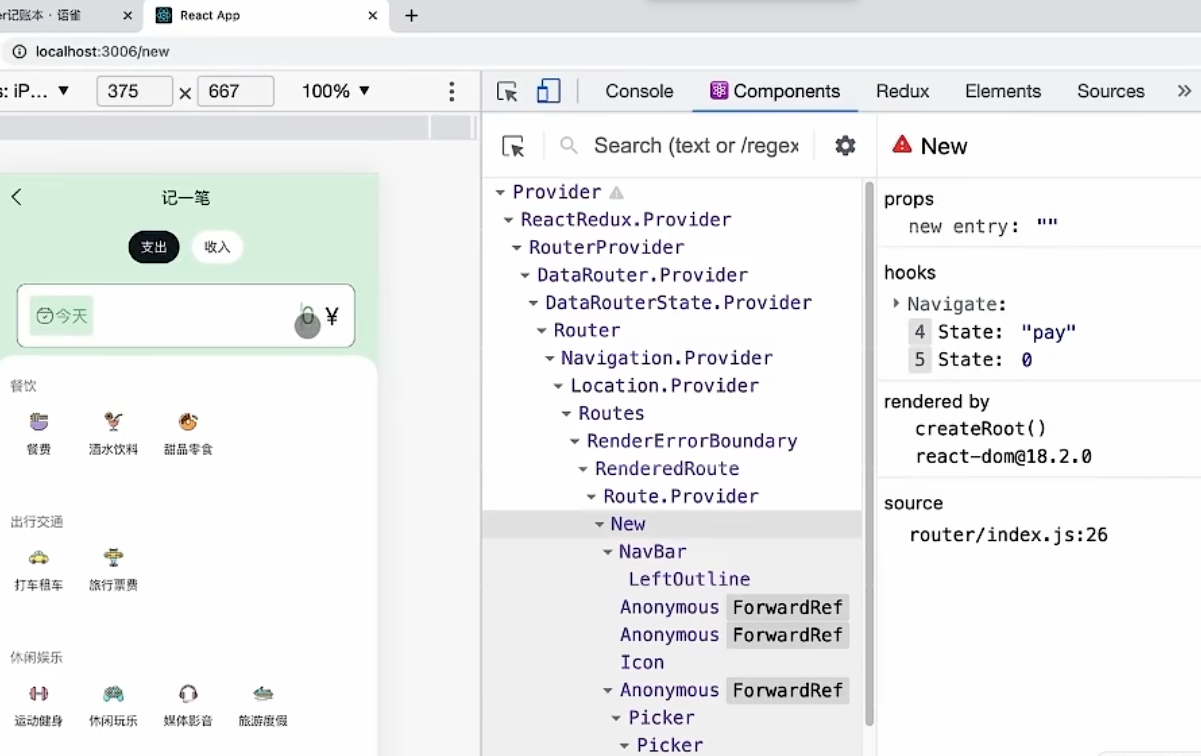 er记账本 · 语雀
React App
localhost:3006/new
s: iP... ▼ 375 × 667 100% ▼
Console Components Redux Elements Sources »
Search (text or /regex
New
记一笔
支出 收入
今天
0 ¥
餐饮
餐费 酒水饮料 甜品零食
出行交通
打车租车 旅行票费
休闲娱乐
运动健身 休闲玩乐 媒体影音 旅游度假
Provider
ReactRedux.Provider
RouterProvider
DataRouter.Provider
DataRouterState.Provider
Router
Navigation.Provider
Location.Provider
Routes
RenderErrorBoundary
RenderedRoute
Route.Provider
New
NavBar
LeftOutline
Anonymous ForwardRef
Anonymous ForwardRef
Icon
Anonymous ForwardRef
Picker
Picker
props
new entry: ""
hooks
Navigate:
4 State: "pay"
5 State: 0
rendered by
createRoot()
react-dom@18.2.0
source
router/index.js:26